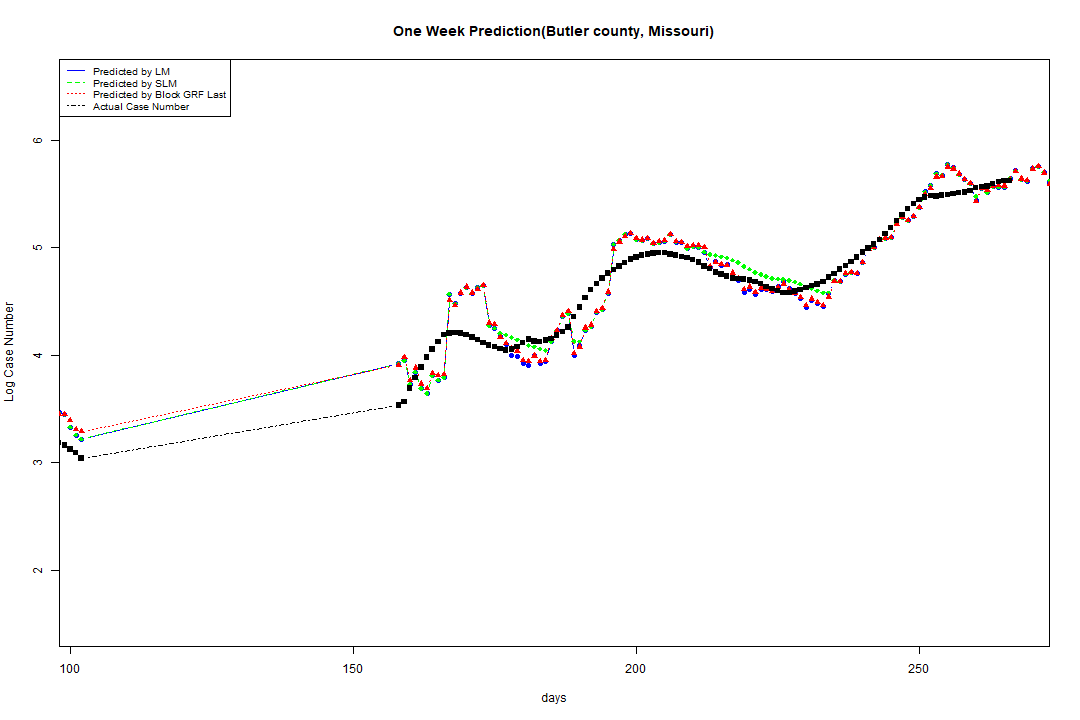 One Week Prediction(Butler county, Missouri)
Predicted by LM
Predicted by SLM
Predicted by Block GRF Last
Actual Case Number
6
5
4
3
2
Log Case Number
100 150 200 250
days